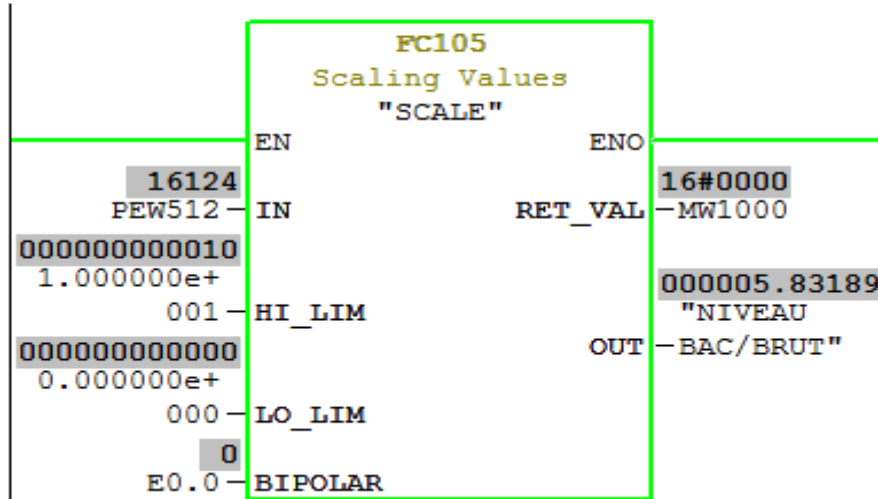 FC105
Scaling Values
"SCALE"
EN ENO
16124 16#0000
PEW512 IN RET_VAL MW1000
000000000010
1.000000e+ 000005.83189
001 HI_LIM "NIVEAU
000000000000 OUT BAC/BRUT"
0.000000e+
000 LO_LIM
0
E0.0 BIPOLAR